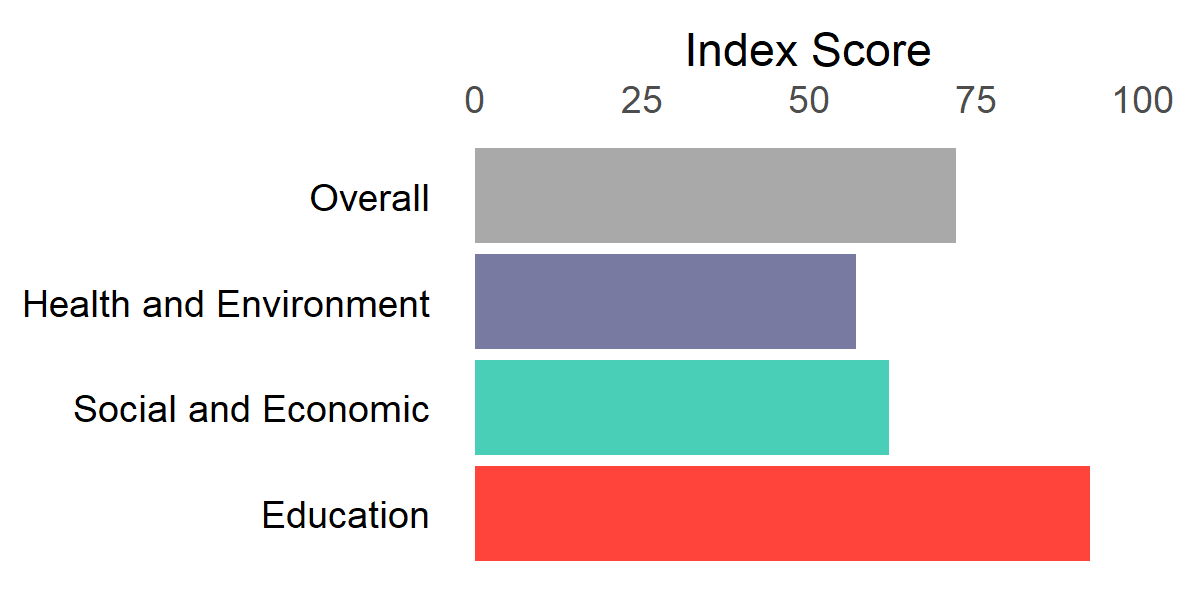 Index Score
0 25 50 75 100
Overall
Health and Environment
Social and Economic
Education